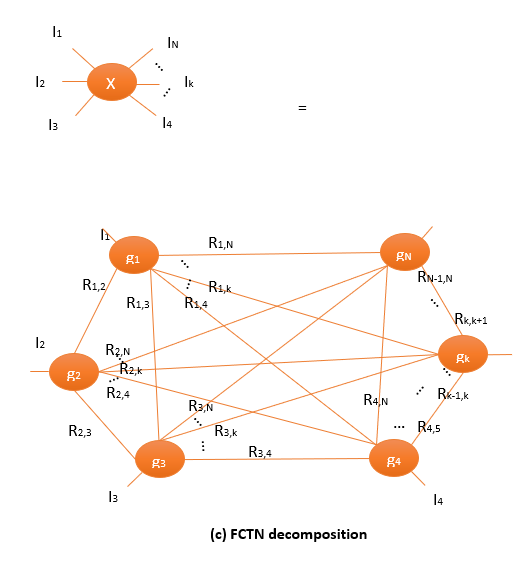 I1
IN
I2
X
Ik
I3
I4
=
I1
g1
R1,N
gN
R1,2
R1,3
R1,k
R1,4
RN-1,N
Rk,k+1
I2
g2
R2,N
R2,k
R2,4
gk
R3,N
R4,N
Rk-1,k
R2,3
R3,k
R4,5
g3
R3,4
g4
I3
I4
(c) FCTN decomposition